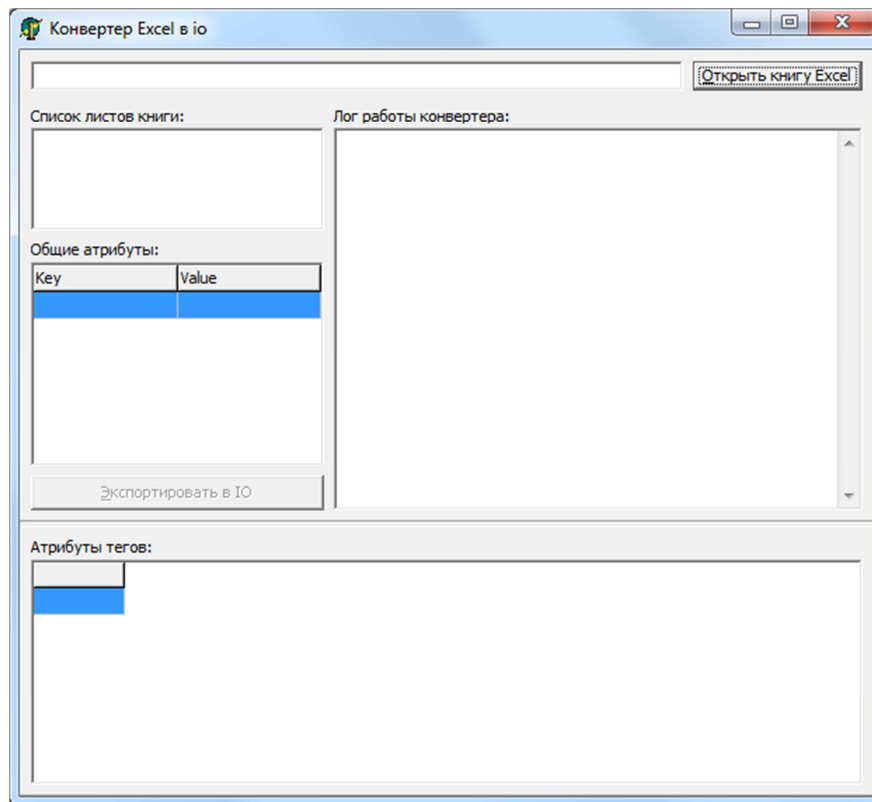 Конвертер Excel в io
Открыть книгу Excel
Список листов книги:
Лог работы конвертера:
Общие атрибуты:
Key Value
Экспортировать в IO
Атрибуты тегов: